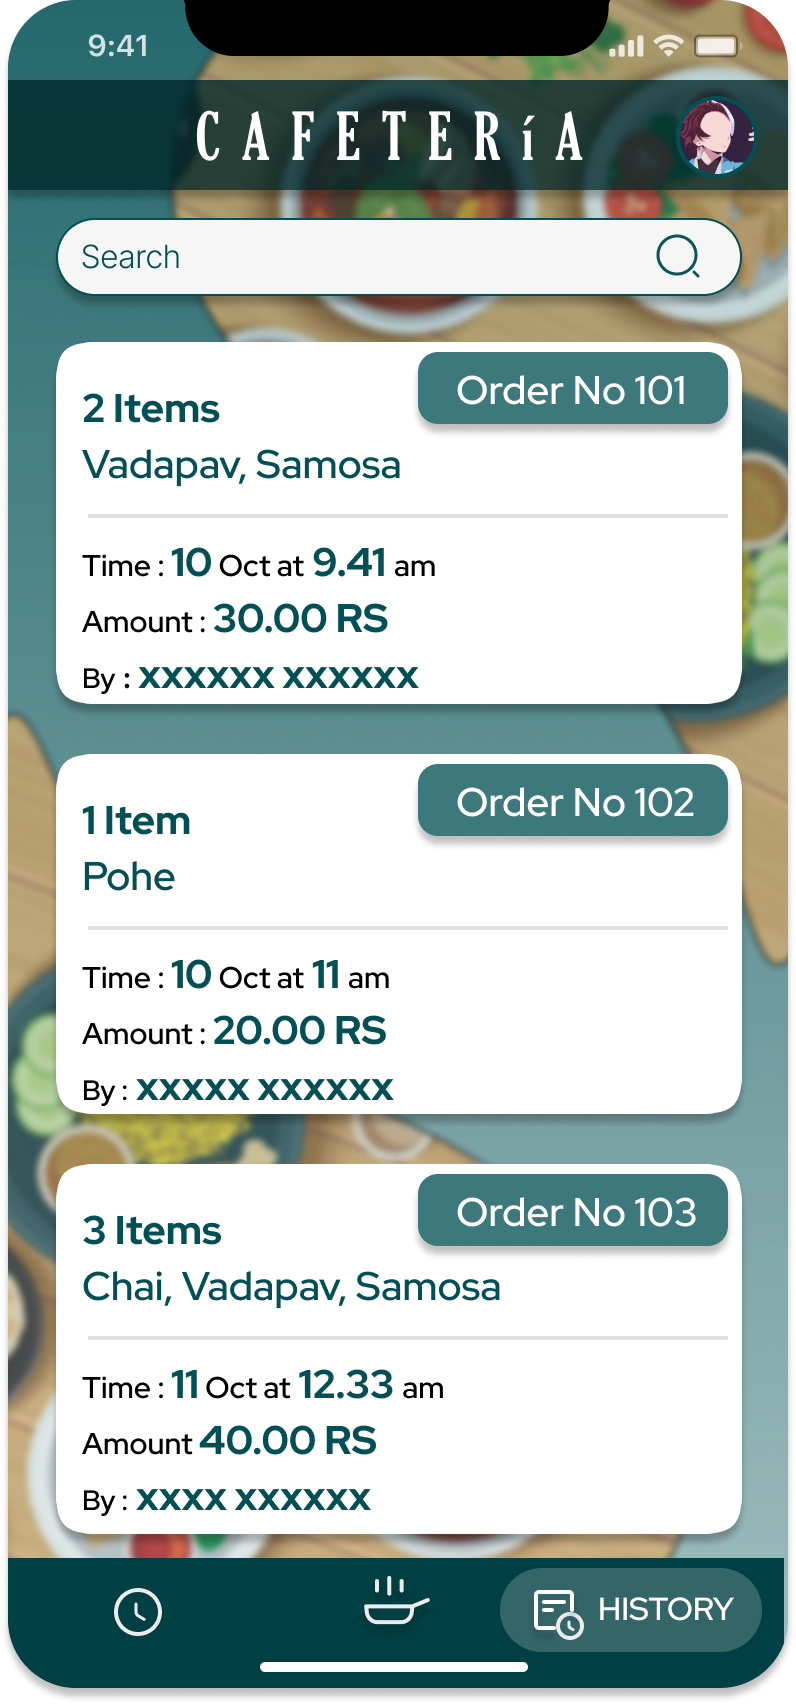 9:41
CAFETERíA
Search
Order No 101
2 Items
Vadapav, Samosa
Time : 10 Oct at 9.41 am
Amount : 30.00 RS
By : xxxxxx xxxxxx
Order No 102
1 Item
Pohe
Time : 10 Oct at 11 am
Amount : 20.00 RS
By : xxxxx xxxxxx
Order No 103
3 Items
Chai, Vadapav, Samosa
Time : 11 Oct at 12.33 am
Amount 40.00 RS
By : xxxx xxxxxx
HISTORY